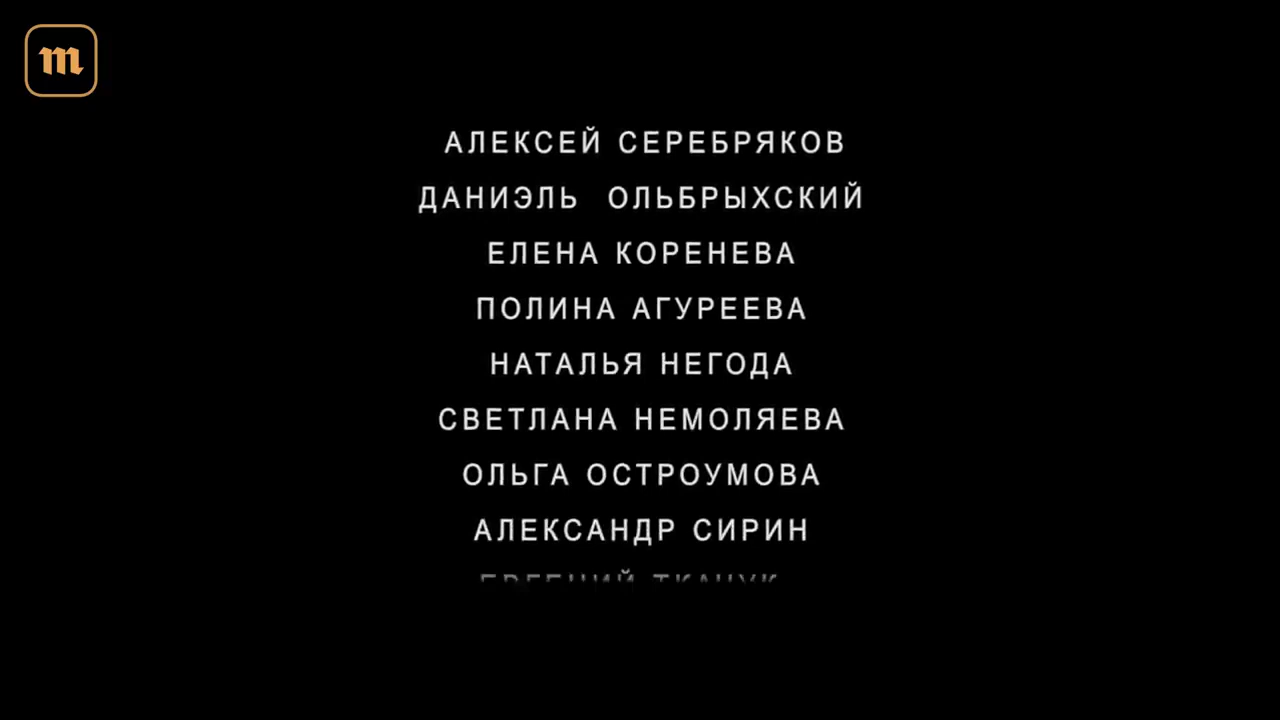 m
АЛЕКСЕЙ СЕРЕБРЯКОВ
ДАНИЭЛЬ ОЛЬБРЫХСКИЙ
ЕЛЕНА КОРЕНЕВА
ПОЛИНА АГУРЕЕВА
НАТАЛЬЯ НЕГОДА
СВЕТЛАНА НЕМОЛЯЕВА
ОЛЬГА ОСТРОУМОВА
АЛЕКСАНДР СИРИН